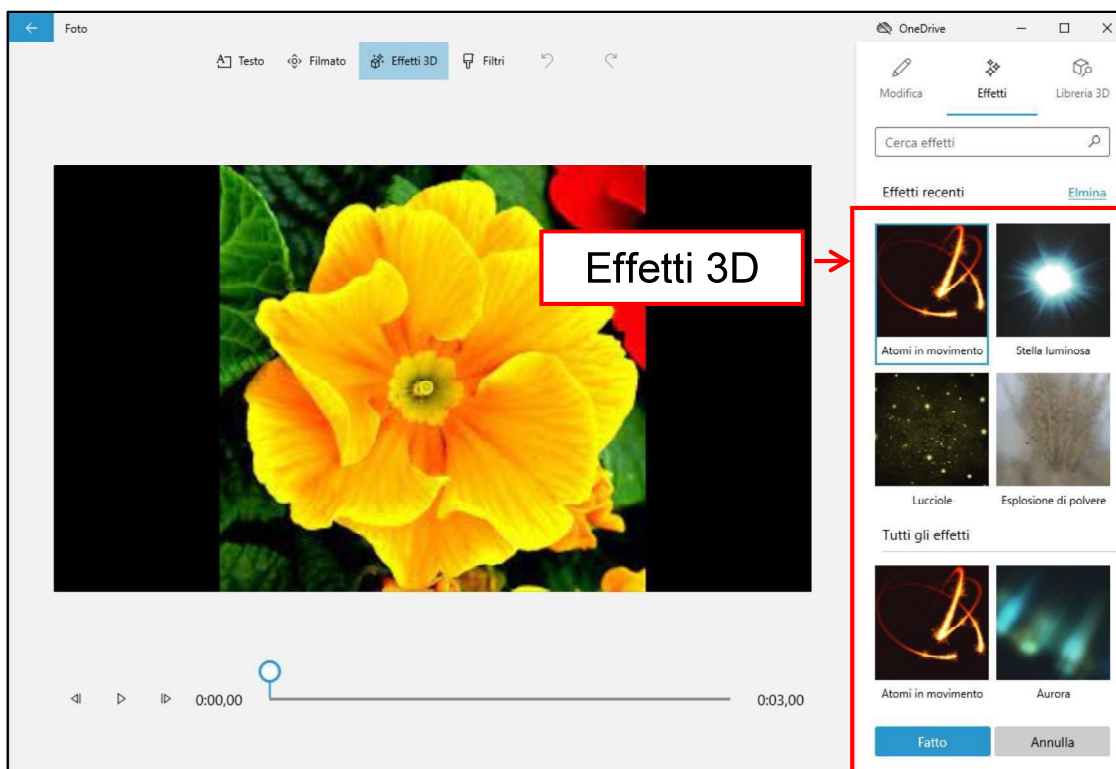 Foto
OneDrive
Testo
Filmato
Effetti 3D
Filtri
Modifica
Effetti
Libreria 3D
Cerca effetti
Effetti recenti
Elmina
Effetti 3D
Atomi in movimento
Stella luminosa
Lucciole
Esplosione di polvere
Tutti gli effetti
Atomi in movimento
Aurora
0:00,00
0:03,00
Fatto
Annulla